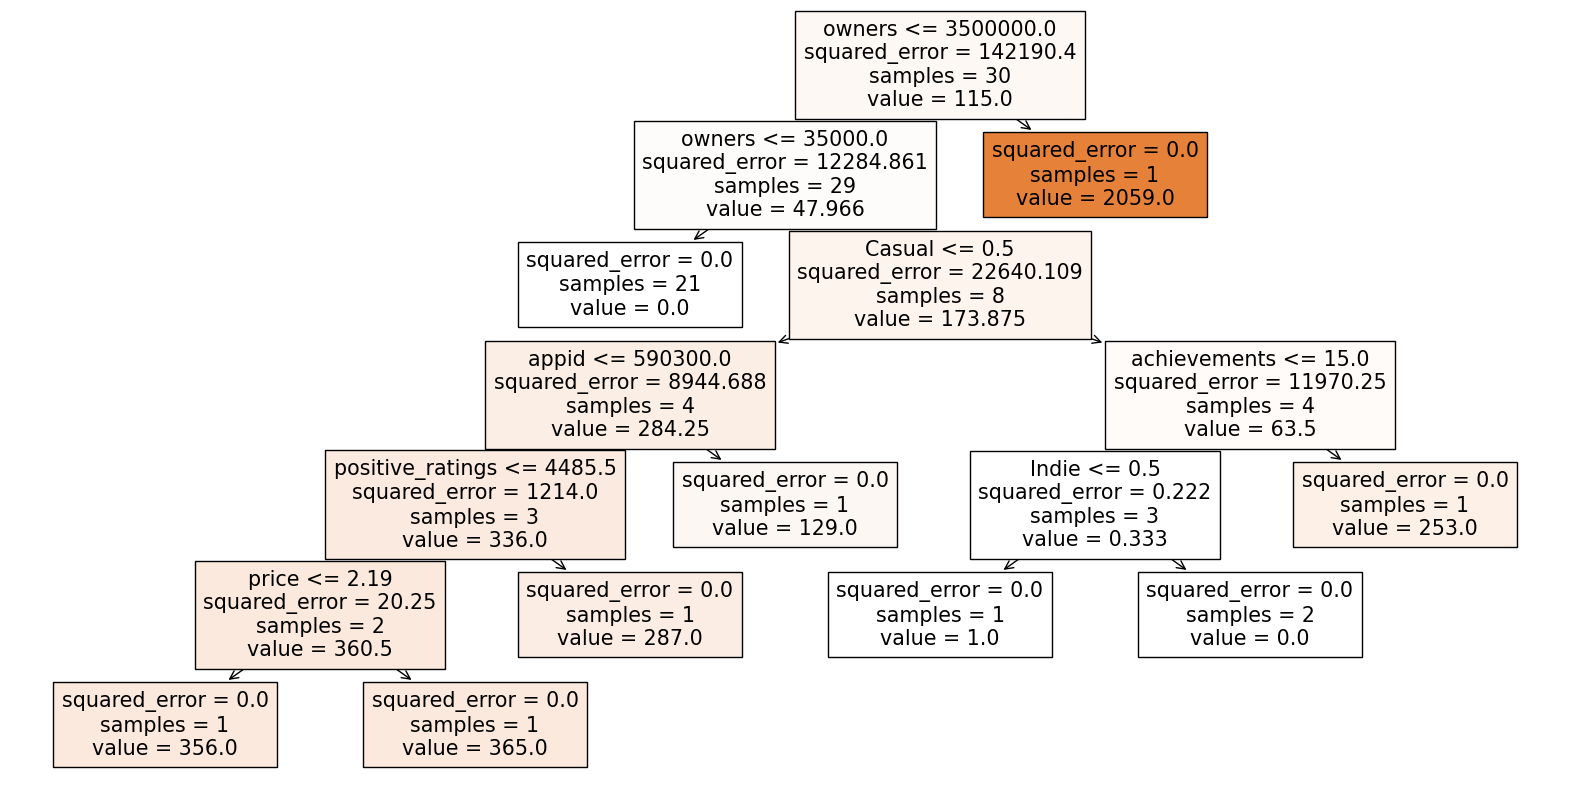 owners <= 3500000.0
squared_error = 142190.4
samples = 30
value = 115.0
owners <= 35000.0
squared_error = 12284.861
samples = 29
value = 47.966
squared_error = 0.0
samples = 1
value = 2059.0
squared_error = 0.0
samples = 21
value = 0.0
Casual <= 0.5
squared_error = 22640.109
samples = 8
value = 173.875
appid <= 590300.0
squared_error = 8944.688
samples = 4
value = 284.25
achievements <= 15.0
squared_error = 11970.25
samples = 4
value = 63.5
positive_ratings <= 4485.5
squared_error = 1214.0
samples = 3
value = 336.0
squared_error = 0.0
samples = 1
value = 129.0
Indie <= 0.5
squared_error = 0.222
samples = 3
value = 0.333
squared_error = 0.0
samples = 1
value = 253.0
price <= 2.19
squared_error = 20.25
samples = 2
value = 360.5
squared_error = 0.0
samples = 1
value = 287.0
squared_error = 0.0
samples = 1
value = 1.0
squared_error = 0.0
samples = 2
value = 0.0
squared_error = 0.0
samples = 1
value = 356.0
squared_error = 0.0
samples = 1
value = 365.0